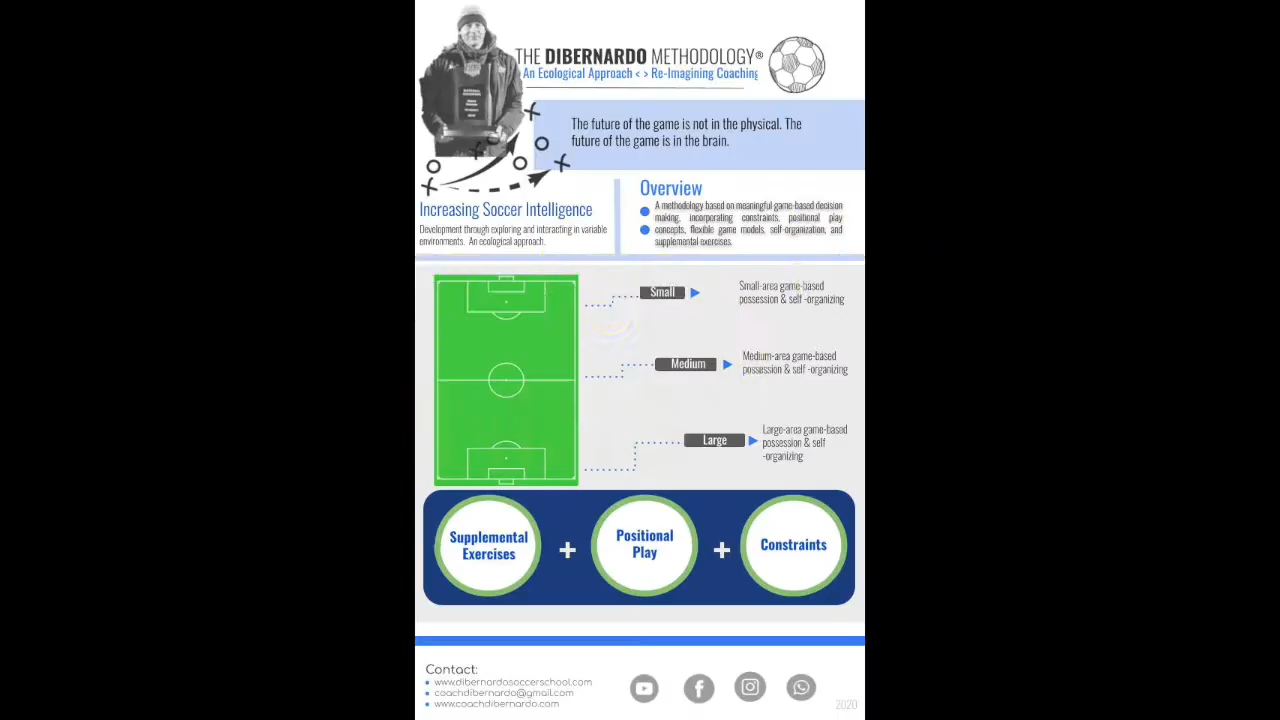 THE DIBERNARDO METHODOLOGY®
An Ecological Approach < > Re-Imagining Coaching
The future of the game is not in the physical. The
future of the game is in the brain.
Increasing Soccer Intelligence
Development through exploring and interacting in variable
environments. An ecological approach.
Overview
A methodology based on meaningful game-based decision
making, incorporating constraints, positional play
concepts, flexible game models, self-organization, and
supplemental exercises.
Small
Small-area game-based
possession & self -organizing
Medium
Medium-area game-based
possession & self -organizing
Large
Large-area game-based
possession & self
-organizing
Supplemental
Exercises
+
Positional
Play
+
Constraints
Contact:
www.dibernardosoccerschool.com
coachdibernardo@gmail.com
www.coachdibernardo.com
2020